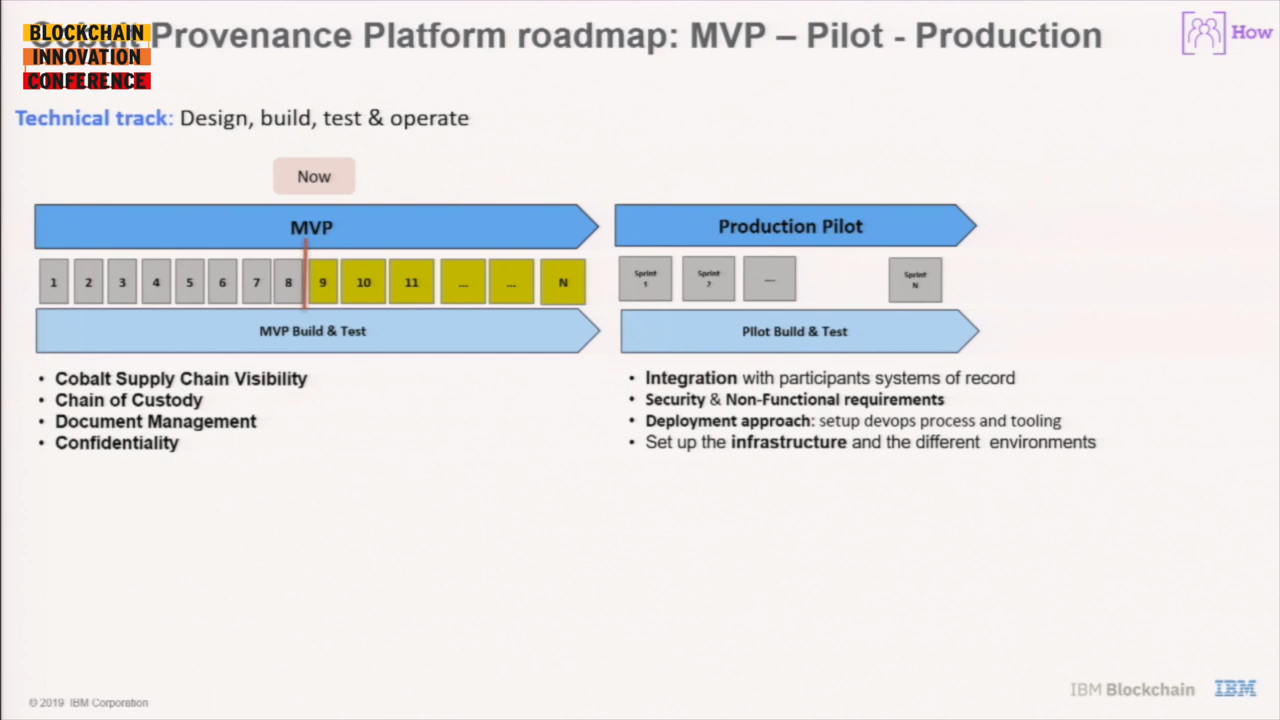 Cobalt Provenance Platform roadmap: MVP – Pilot - Production
BLOCKCHAIN
INNOVATION
CONFERENCE
How
Technical track: Design, build, test & operate
Now
MVP
Production Pilot
1 2 3 4 5 6 7 8 9 10 11 ... ... N
Sprint 1
Sprint 2
....
Sprint N
MVP Build & Test
Pilot Build & Test
• Cobalt Supply Chain Visibility
• Chain of Custody
• Document Management
• Confidentiality
• Integration with participants systems of record
• Security & Non-Functional requirements
• Deployment approach: setup devops process and tooling
• Set up the infrastructure and the different environments
© 2019 IBM Corporation
IBM Blockchain
IBM